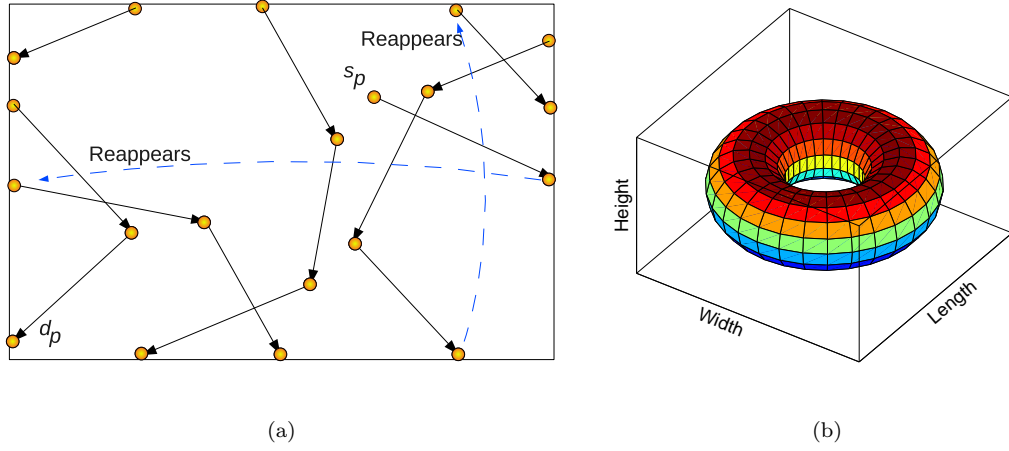 Reappears
s_p
Reappears
d_p
(a)
Height
Width
Length
(b)